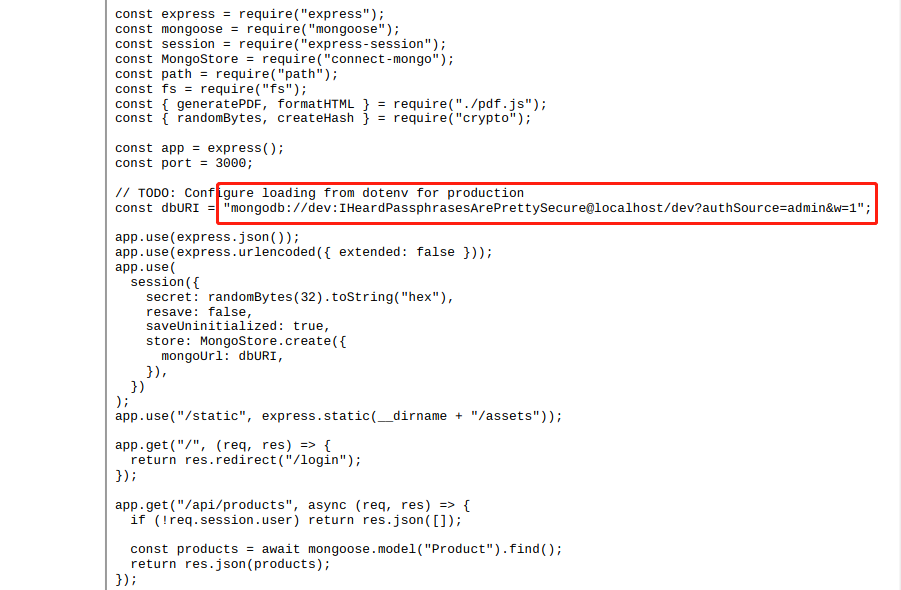 const express = require("express");
const mongoose = require("mongoose");
const session = require("express-session");
const MongoStore = require("connect-mongo");
const path = require("path");
const fs = require("fs");
const { generatePDF, formatHTML } = require("./pdf.js");
const { randomBytes, createHash } = require("crypto");

const app = express();
const port = 3000;

// TODO: Configure loading from dotenv for production
const dbURI = "mongodb://dev:IHeardPassphrasesArePrettySecure@localhost/dev?authSource=admin&w=1";

app.use(express.json());
app.use(express.urlencoded({ extended: false }));
app.use(
  session({
    secret: randomBytes(32).toString("hex"),
    resave: false,
    saveUninitialized: true,
    store: MongoStore.create({
      mongoUrl: dbURI,
    }),
  })
);
app.use("/static", express.static(__dirname + "/assets"));

app.get("/", (req, res) => {
  return res.redirect("/login");
});

app.get("/api/products", async (req, res) => {
  if (!req.session.user) return res.json([]);

  const products = await mongoose.model("Product").find();
  return res.json(products);
});